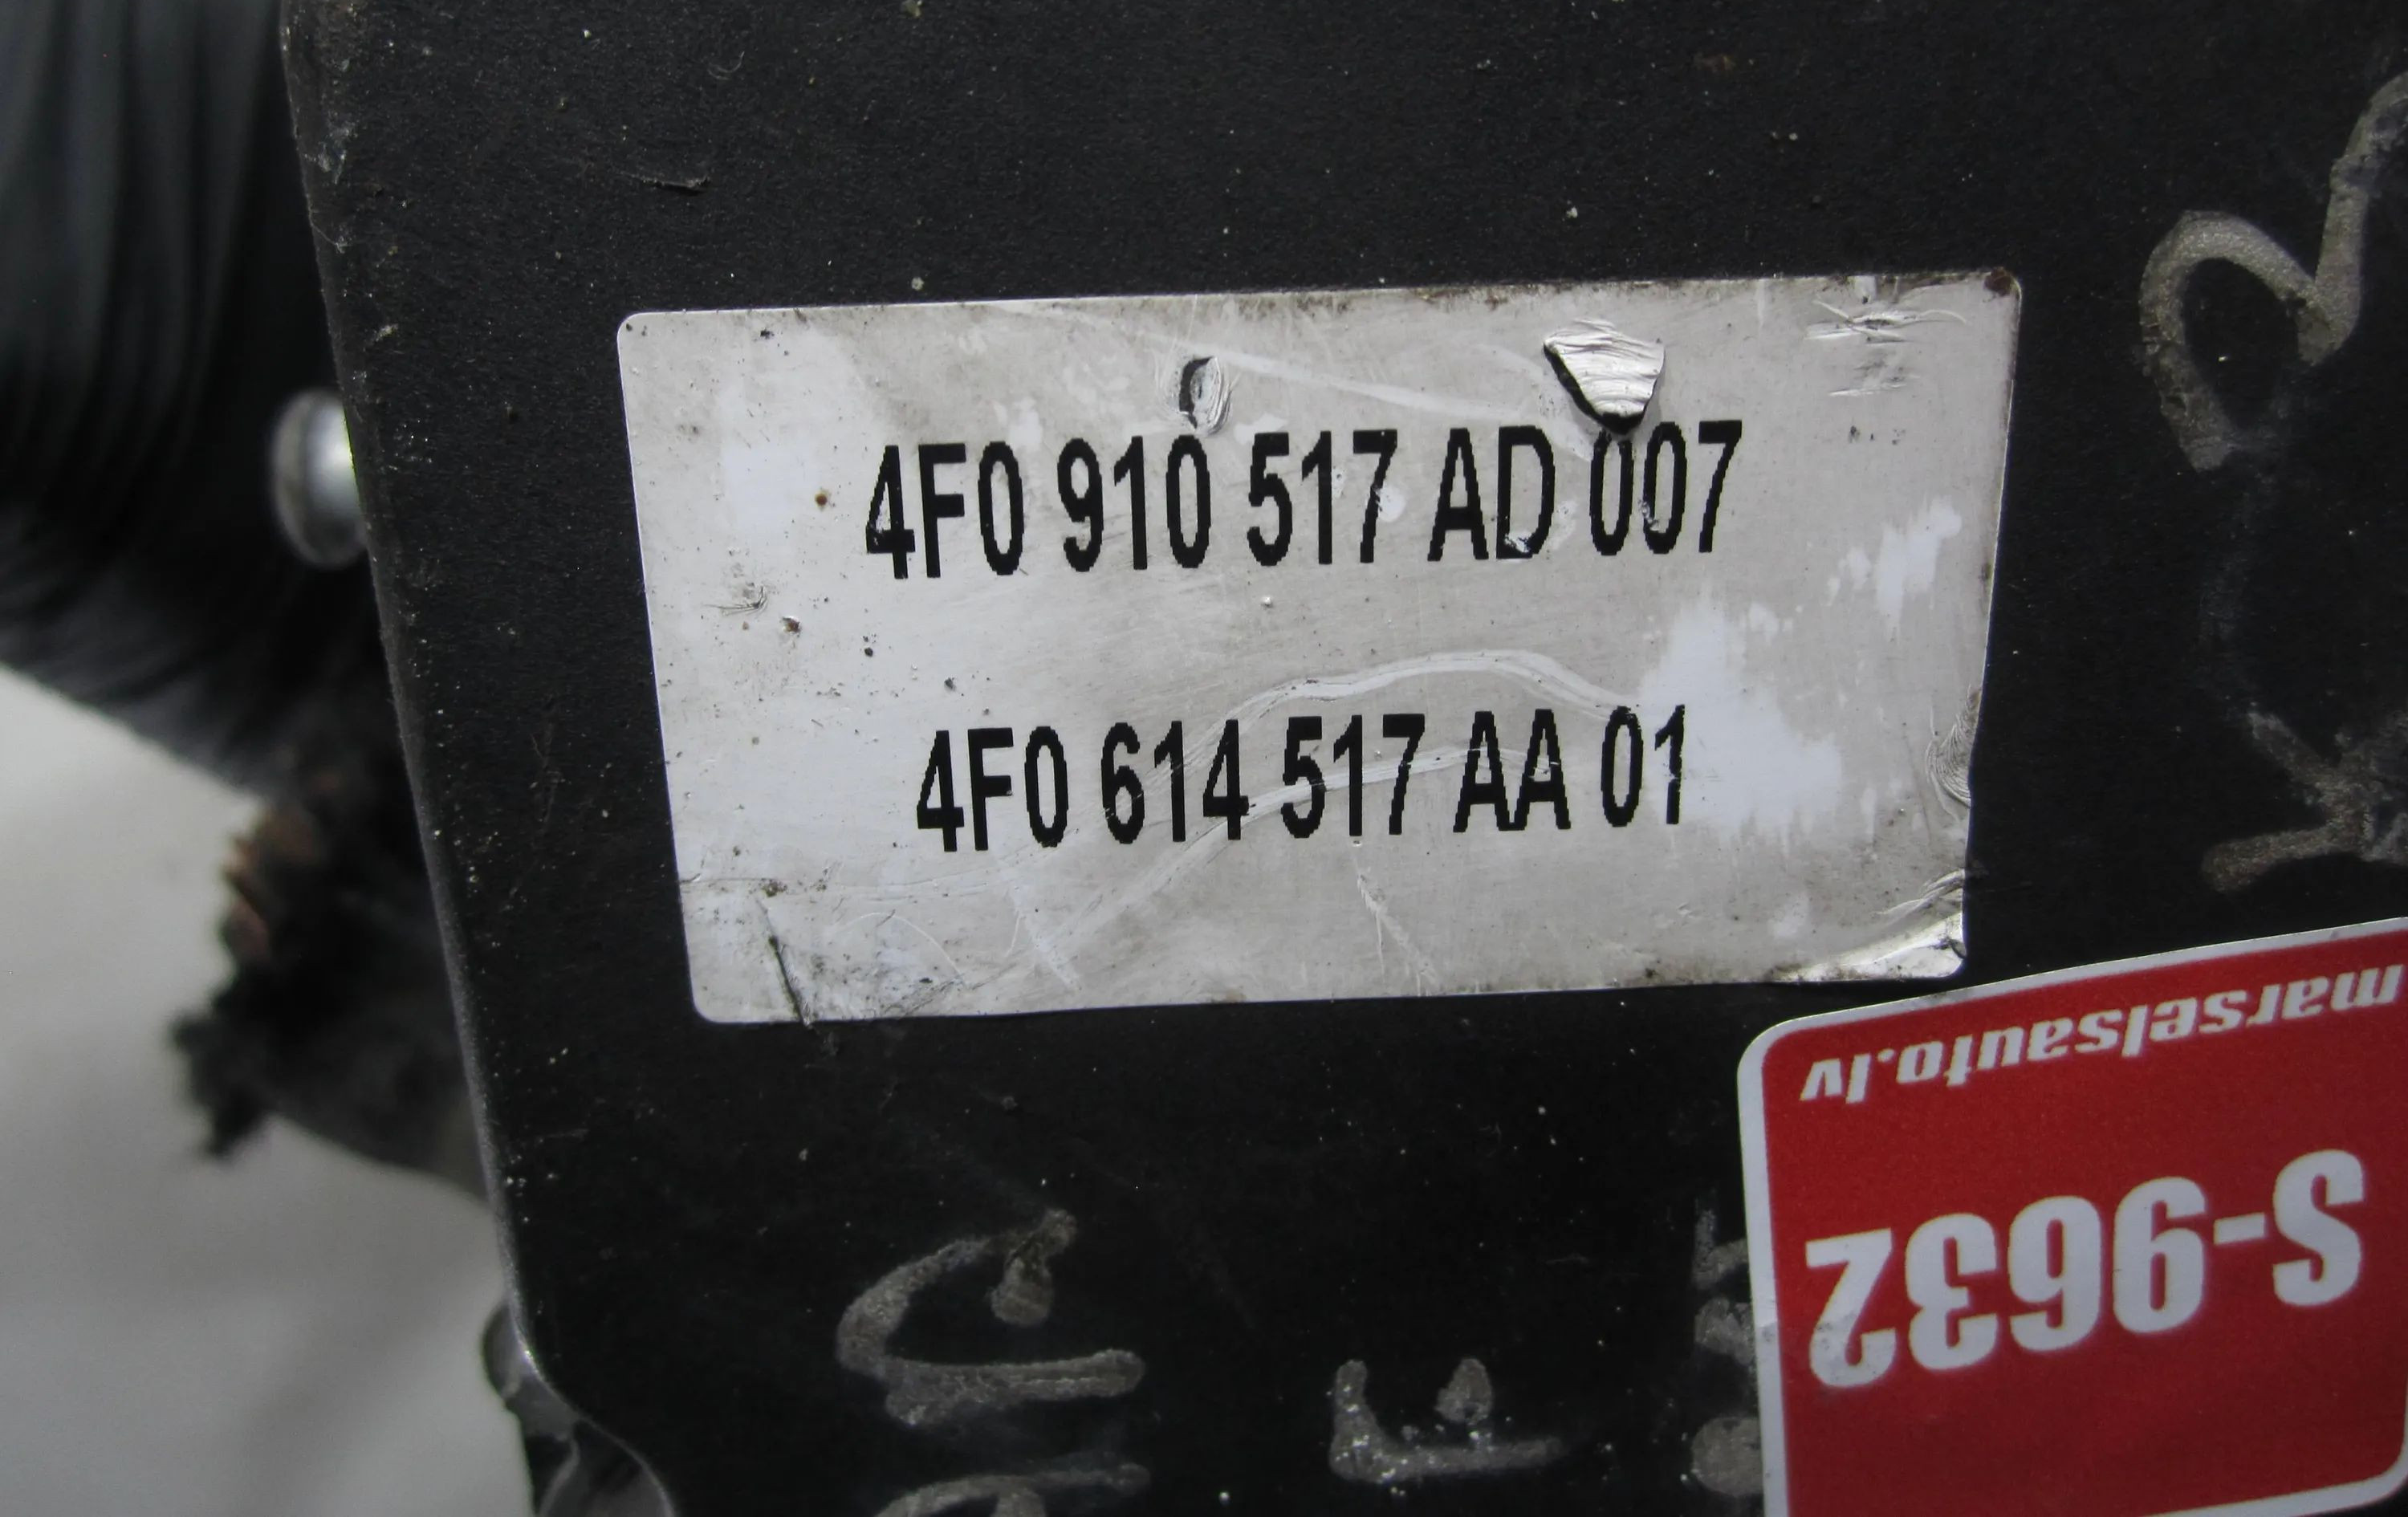 4F0 910 517 AD 007
4F0 614 517 AA 01
marselsauto.lv
S-9632